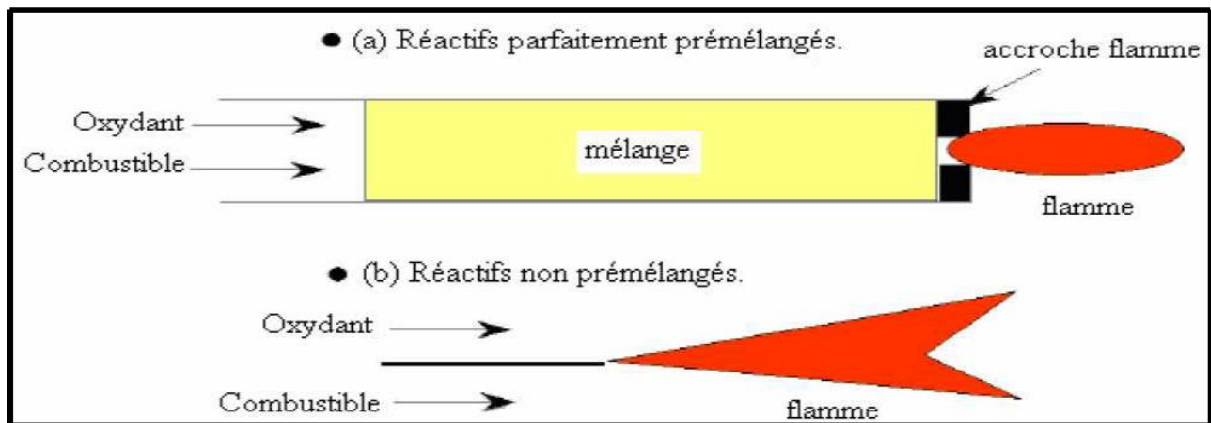 ● (a) Réactifs parfaitement prémélangés.
accroche flamme
Oxydant
Combustible
mélange
flamme
● (b) Réactifs non prémélangés.
Oxydant
Combustible
flamme